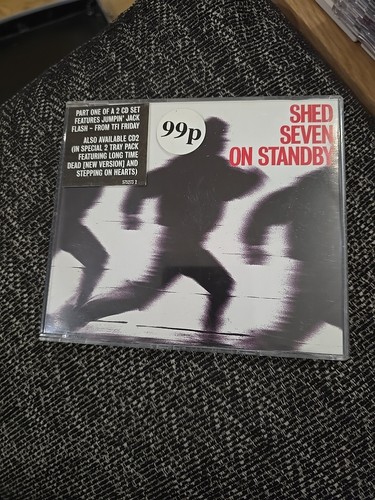 PART ONE OF A 2 CD SET
FEATURES JUMPIN' JACK
FLASH – FROM TFI FRIDAY
ALSO AVAILABLE CD2
(IN SPECIAL 2 TRAY PACK
FEATURING LONG TIME
DEAD [NEW VERSION] AND
STEPPING ON HEARTS)
99p
SHED
SEVEN
ON STANDBY